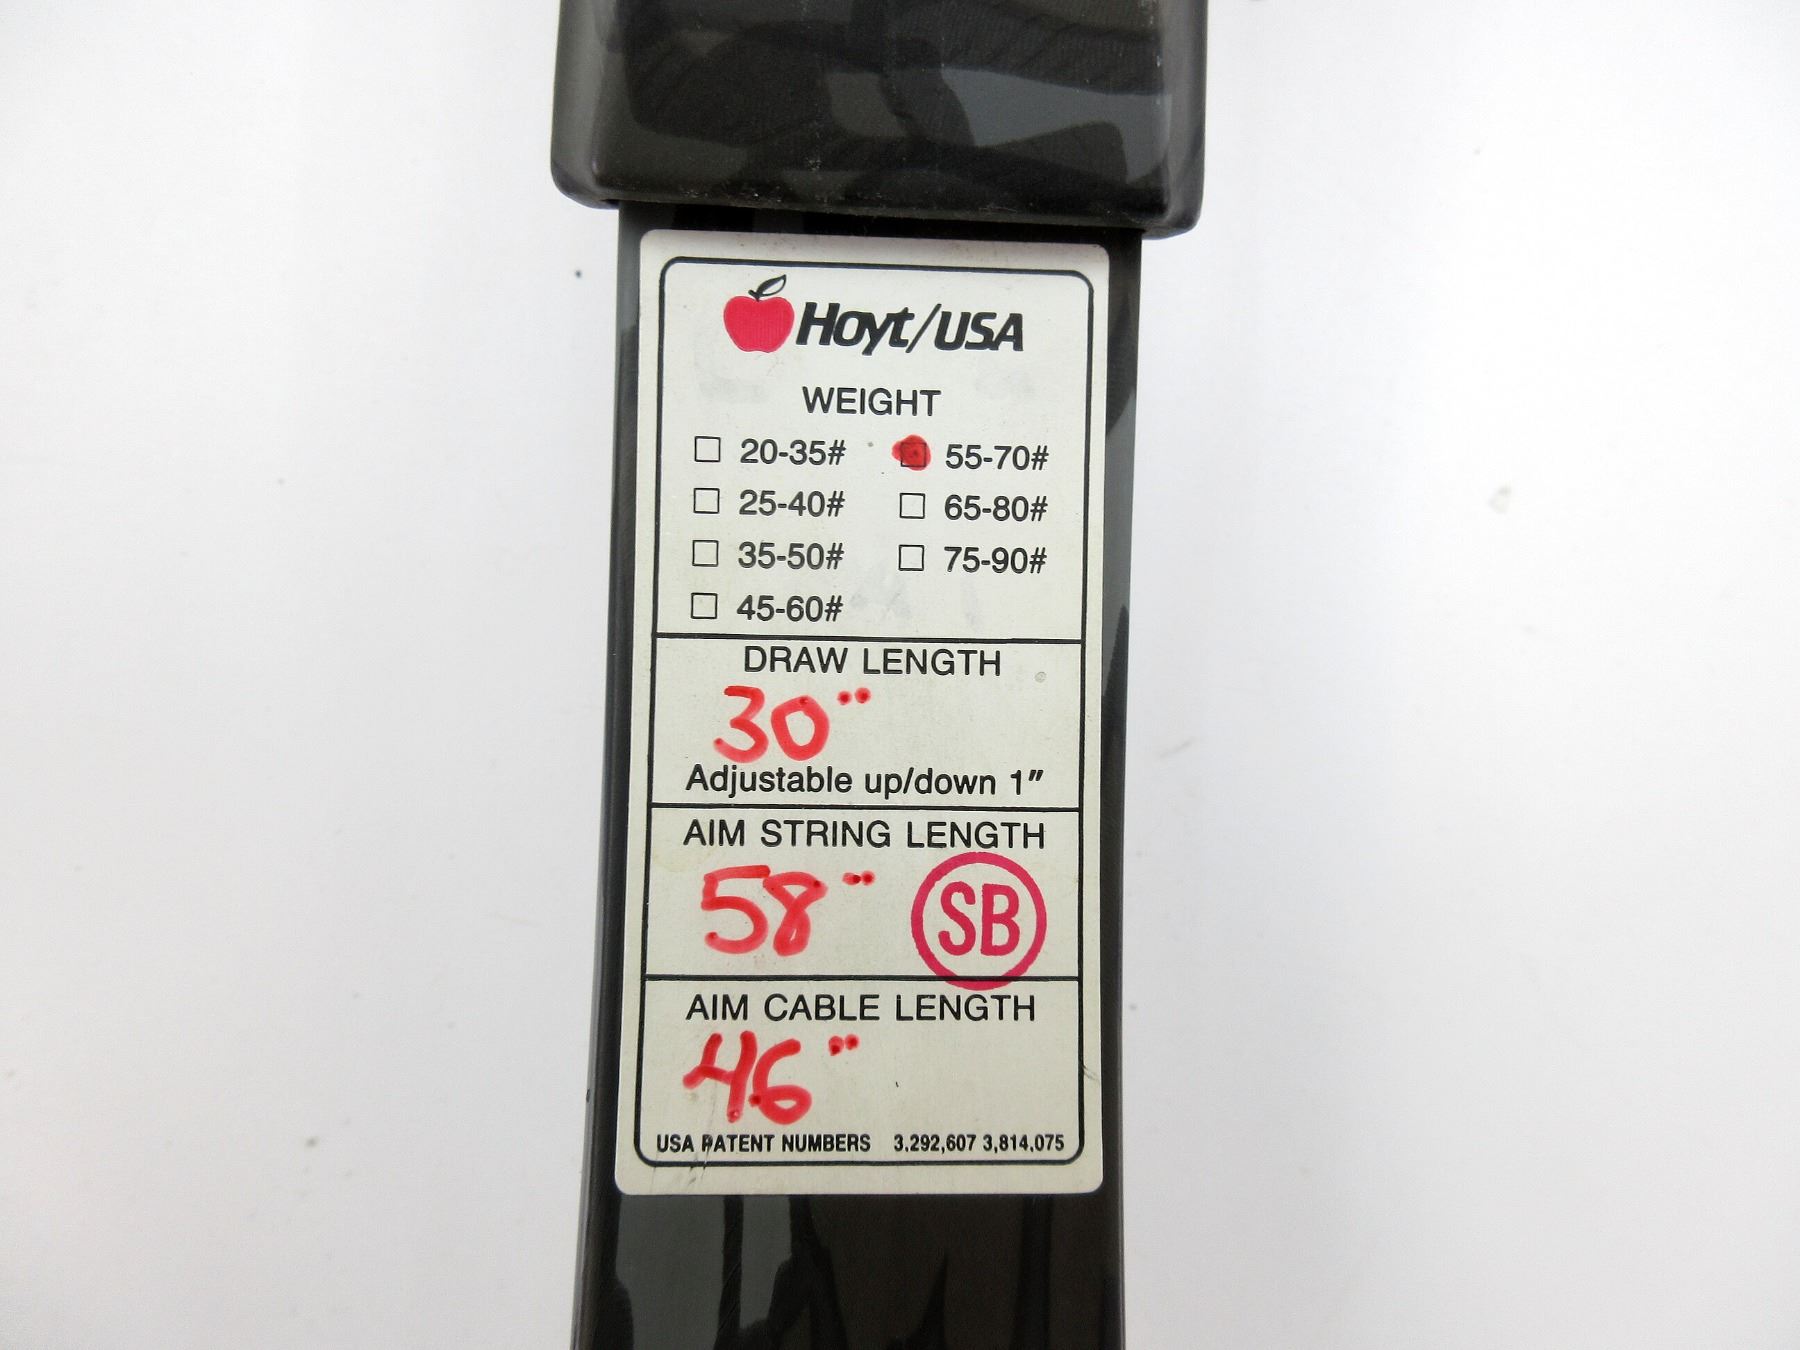 Hoyt/USA
WEIGHT
20-35# 55-70#
25-40# 65-80#
35-50# 75-90#
45-60#
DRAW LENGTH
30"
Adjustable up/down 1"
AIM STRING LENGTH
58" SB
AIM CABLE LENGTH
46"
USA PATENT NUMBERS 3,292,607 3,814,075